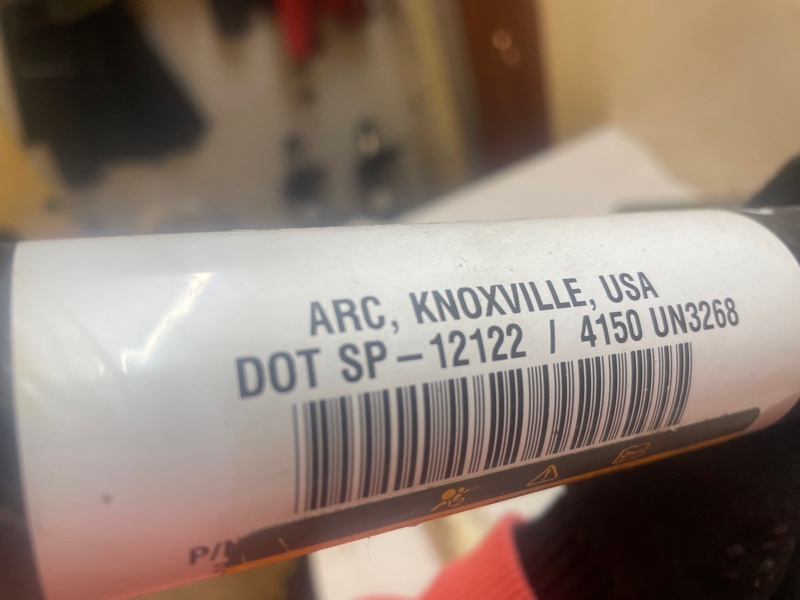 ARC, KNOXVILLE, USA
DOT SP-12122 / 4150 UN3268
P/N